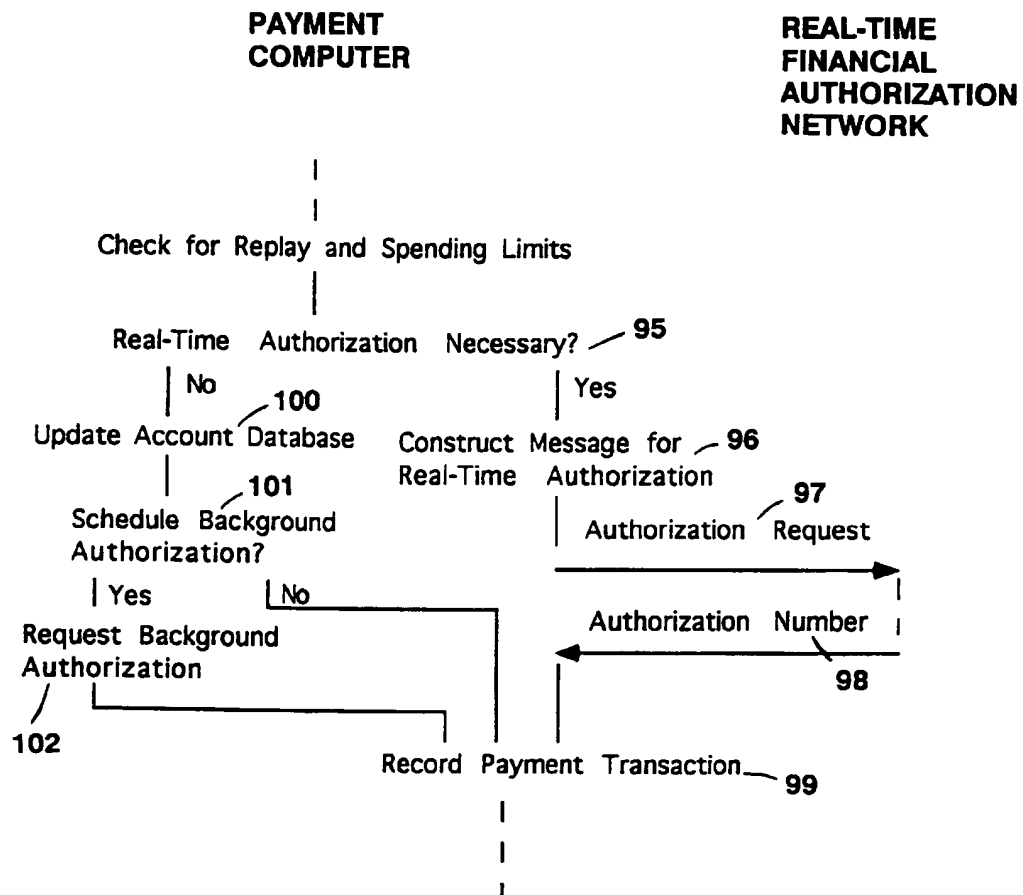 PAYMENT
COMPUTER
REAL-TIME
FINANCIAL
AUTHORIZATION
NETWORK
Check for Replay and Spending Limits
Real-Time Authorization Necessary?
95
No
Yes
100
Update Account Database
Construct Message for
Real-Time Authorization
96
101
Schedule Background
Authorization?
97
Authorization Request
Yes
No
Authorization Number
98
Request Background
Authorization
102
Record Payment Transaction
99